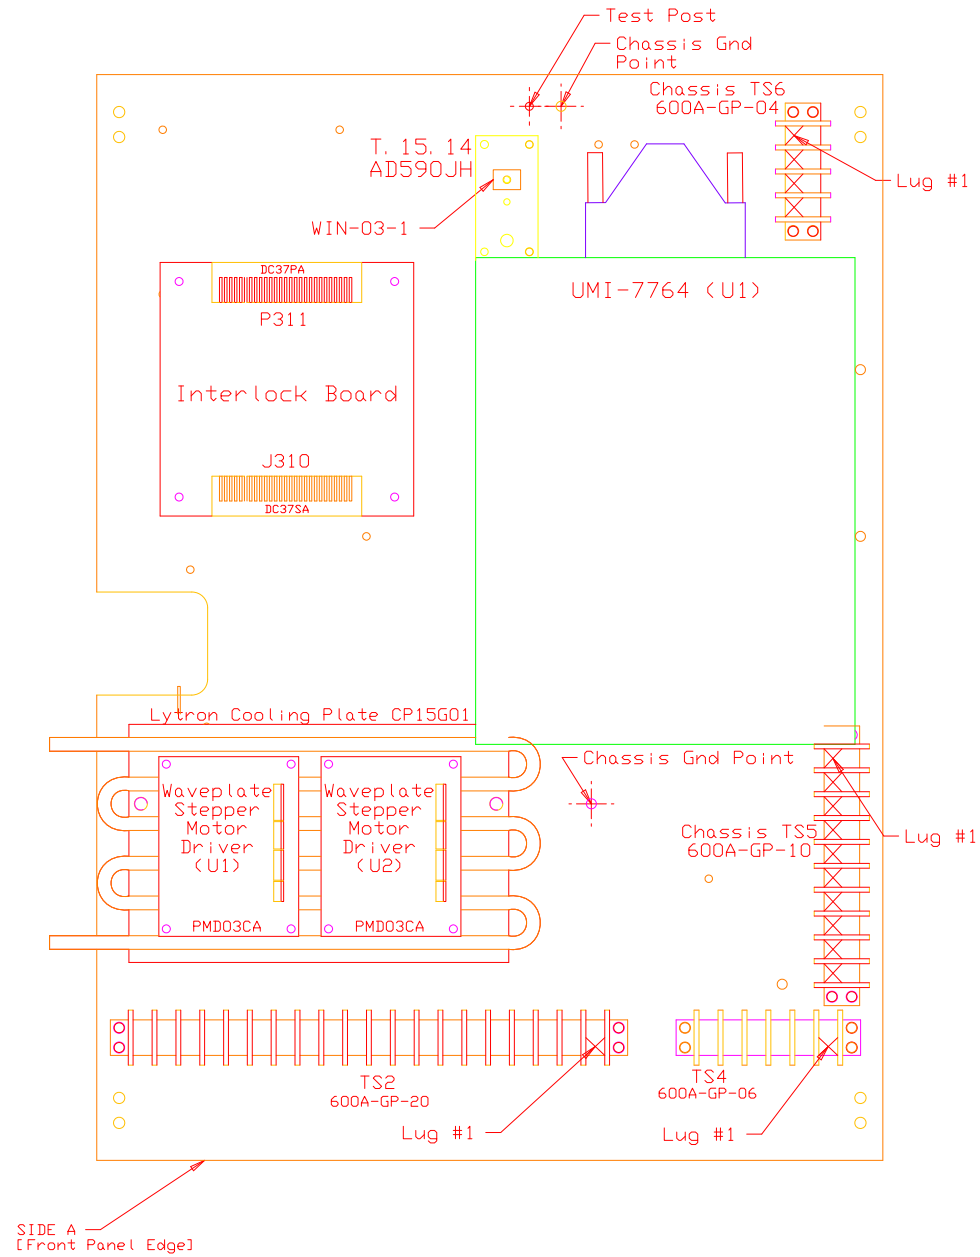 Test Post
Chassis Gnd
Point
Chassis TS6
600A-GP-04
T. 15. 14
AD590JH
Lug #1
WIN-03-1
DC37PA
P311
UMI-7764 (U1)
Interlock Board
J310
DC37SA
Lytron Cooling Plate CP15G01
Chassis Gnd Point
Waveplate
Stepper
Motor
Driver
(U1)
PMD03CA
Waveplate
Stepper
Motor
Driver
(U2)
PMD03CA
Chassis TS5
600A-GP-10
Lug #1
TS2
600A-GP-20
Lug #1
TS4
600A-GP-06
Lug #1
SIDE A
[Front Panel Edge]